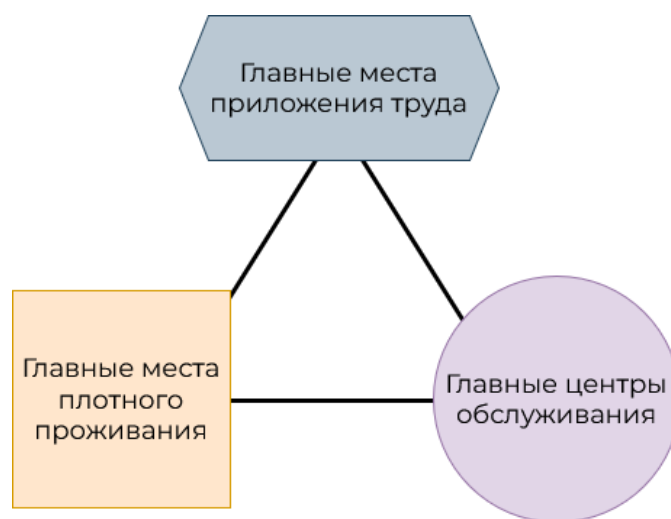 Главные места
приложения труда
Главные места
плотного
проживания
Главные центры
обслуживания